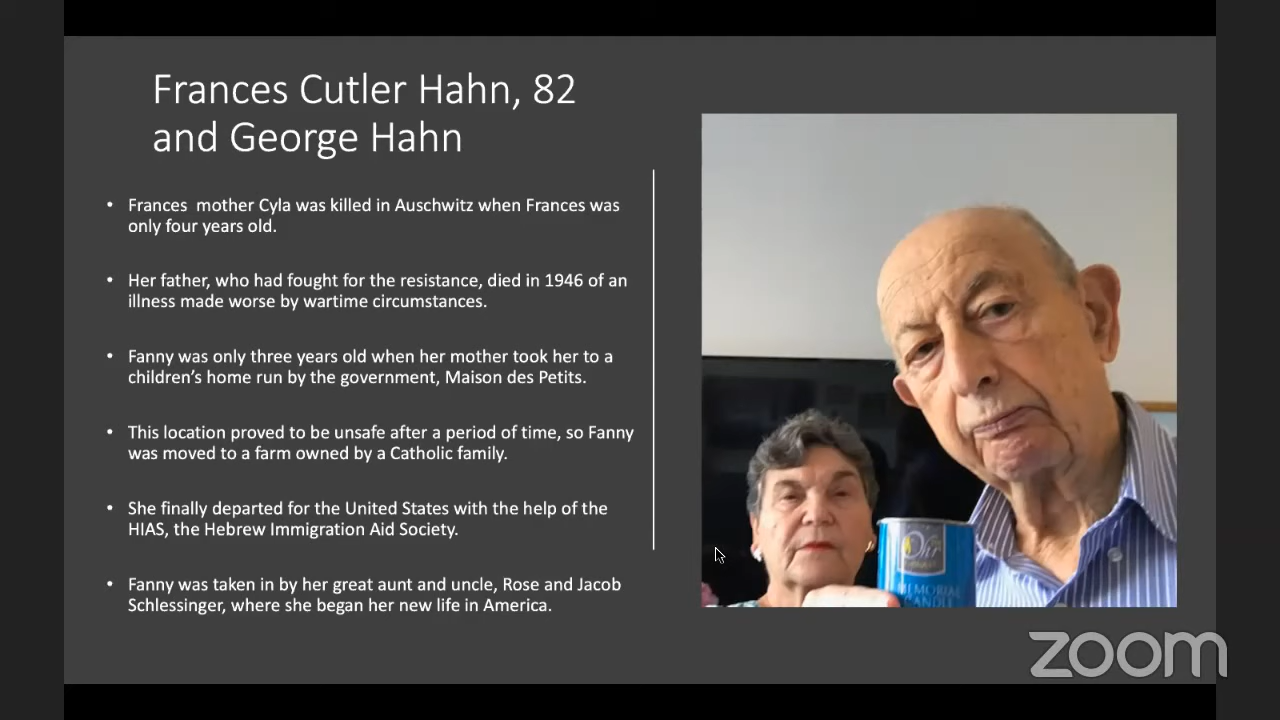 Frances Cutler Hahn, 82
and George Hahn
• Frances  mother Cyla was killed in Auschwitz when Frances was
only four years old.
• Her father, who had fought for the resistance, died in 1946 of an
illness made worse by wartime circumstances.
• Fanny was only three years old when her mother took her to a
children’s home run by the government, Maison des Petits.
• This location proved to be unsafe after a period of time, so Fanny
was moved to a farm owned by a Catholic family.
• She finally departed for the United States with the help of the
HIAS, the Hebrew Immigration Aid Society.
• Fanny was taken in by her great aunt and uncle, Rose and Jacob
Schlessinger, where she began her new life in America.
Ohr
MEMORIAL
CANDLE
zoom